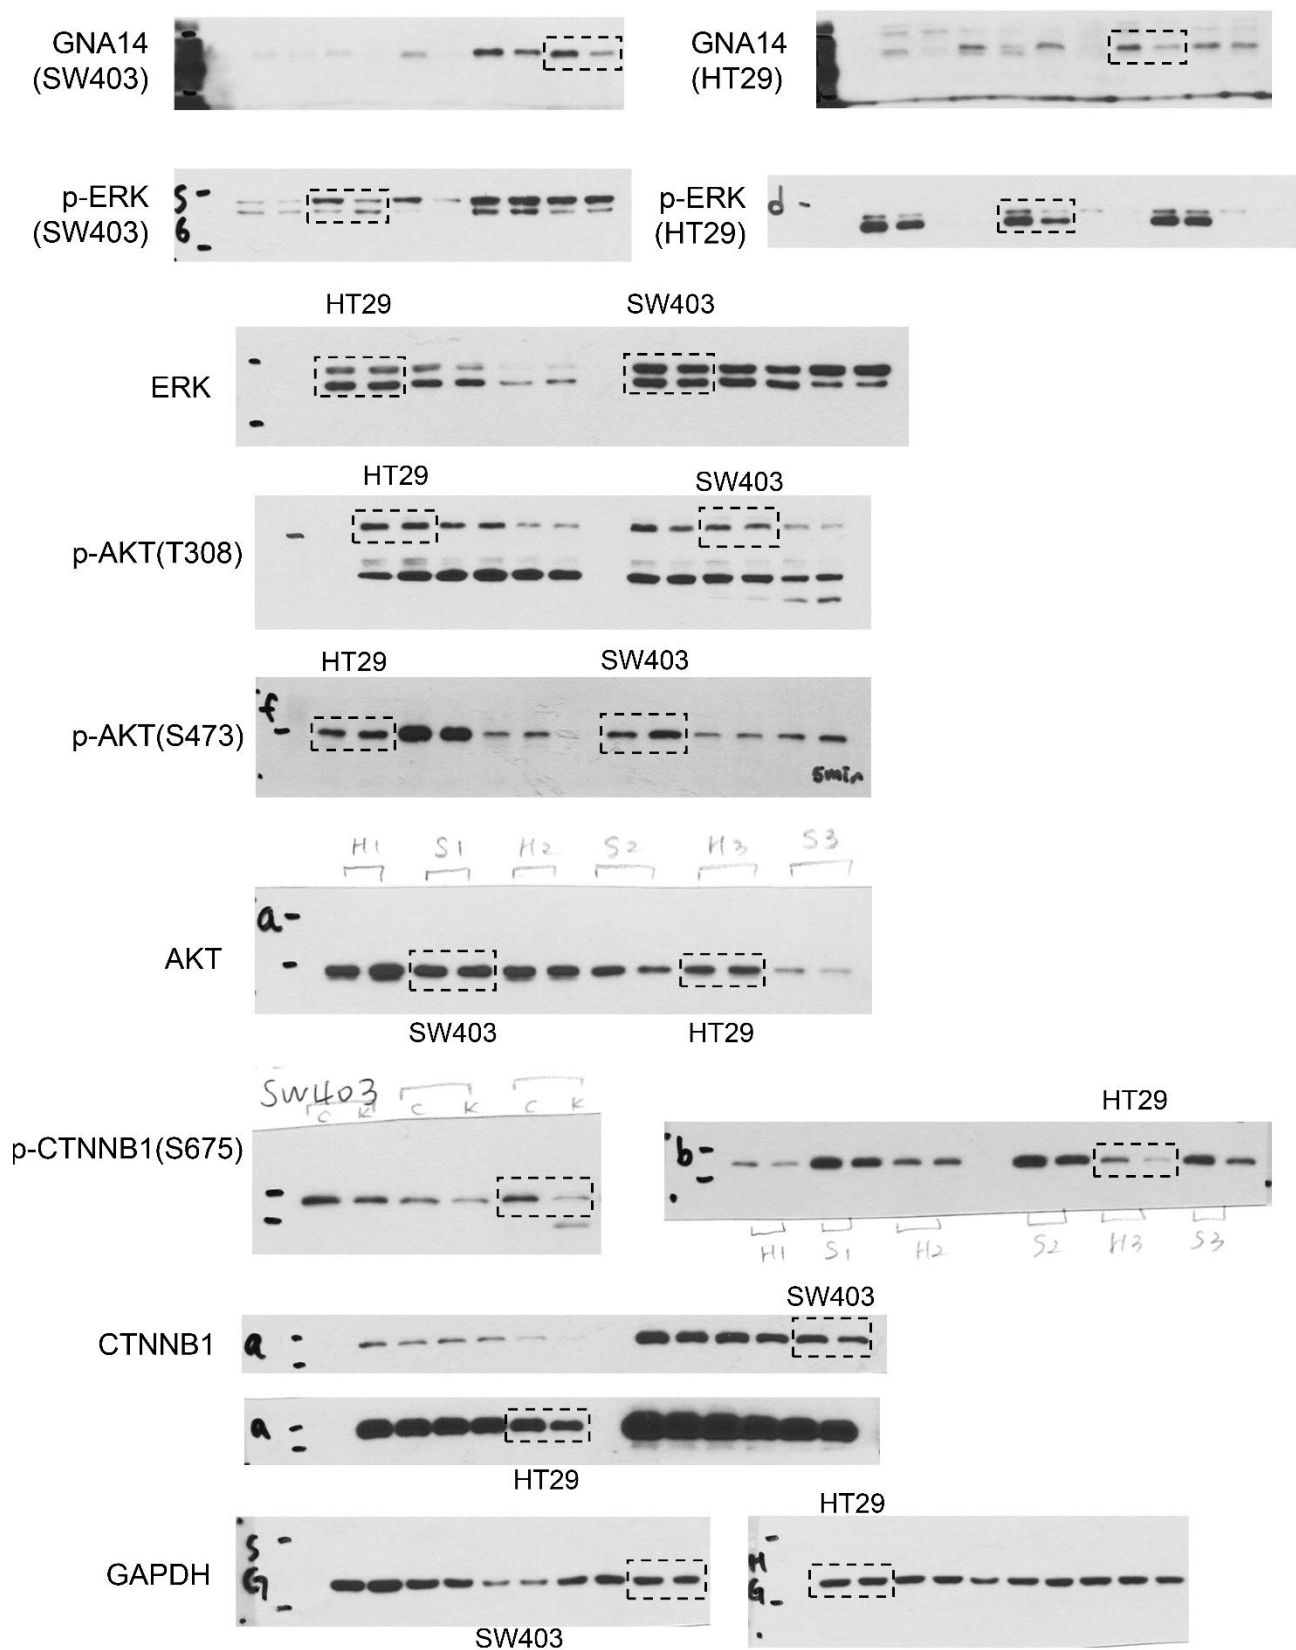 GNA14
(SW403)
GNA14
(HT29)
p-ERK
(SW403)
S
6
p-ERK
(HT29)
d
HT29
SW403
ERK
HT29
SW403
p-AKT(T308)
HT29
SW403
p-AKT(S473)
f
5min
H1 S1 H2 S2 H3 S3
a
AKT
SW403
HT29
SW403
C K C K C K
p-CTNNB1(S675)
HT29
b
H1 S1 H2 S2 H3 S3
SW403
CTNNB1
a
a
HT29
HT29
GAPDH
S
G
H
G
SW403